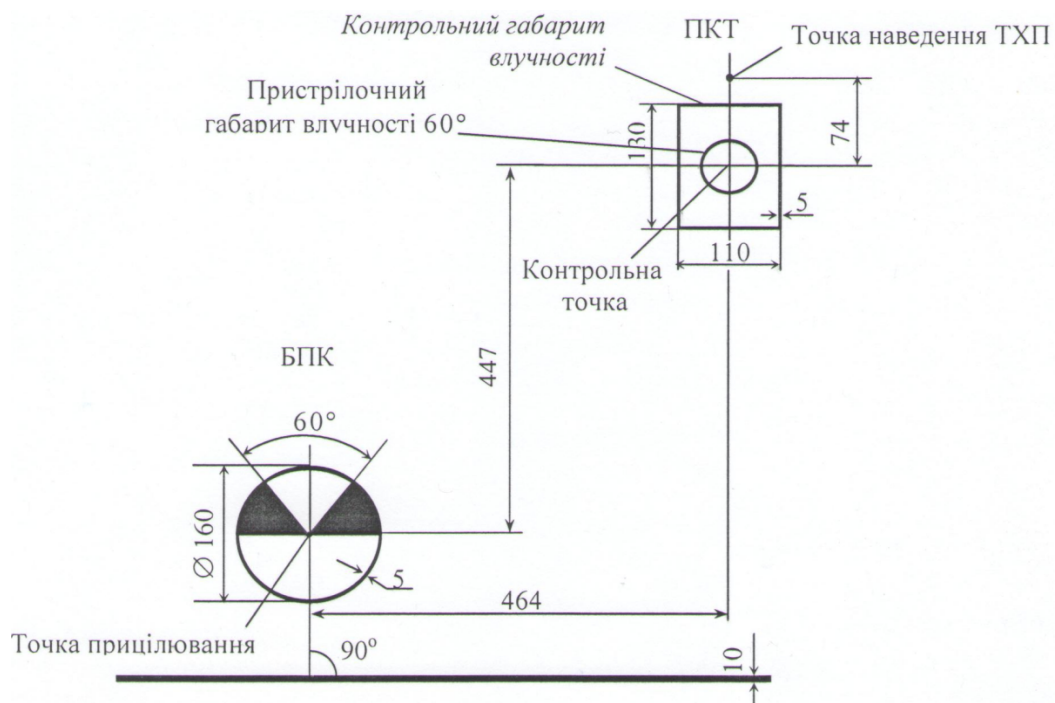 Контрольний габарит
влучності
ПКТ
Точка наведення ТХП
Пристрілочний
габарит влучності 60°
130
74
5
110
Контрольна
точка
447
БПК
60°
Ø 160
5
464
Точка прицілювання
90°
10